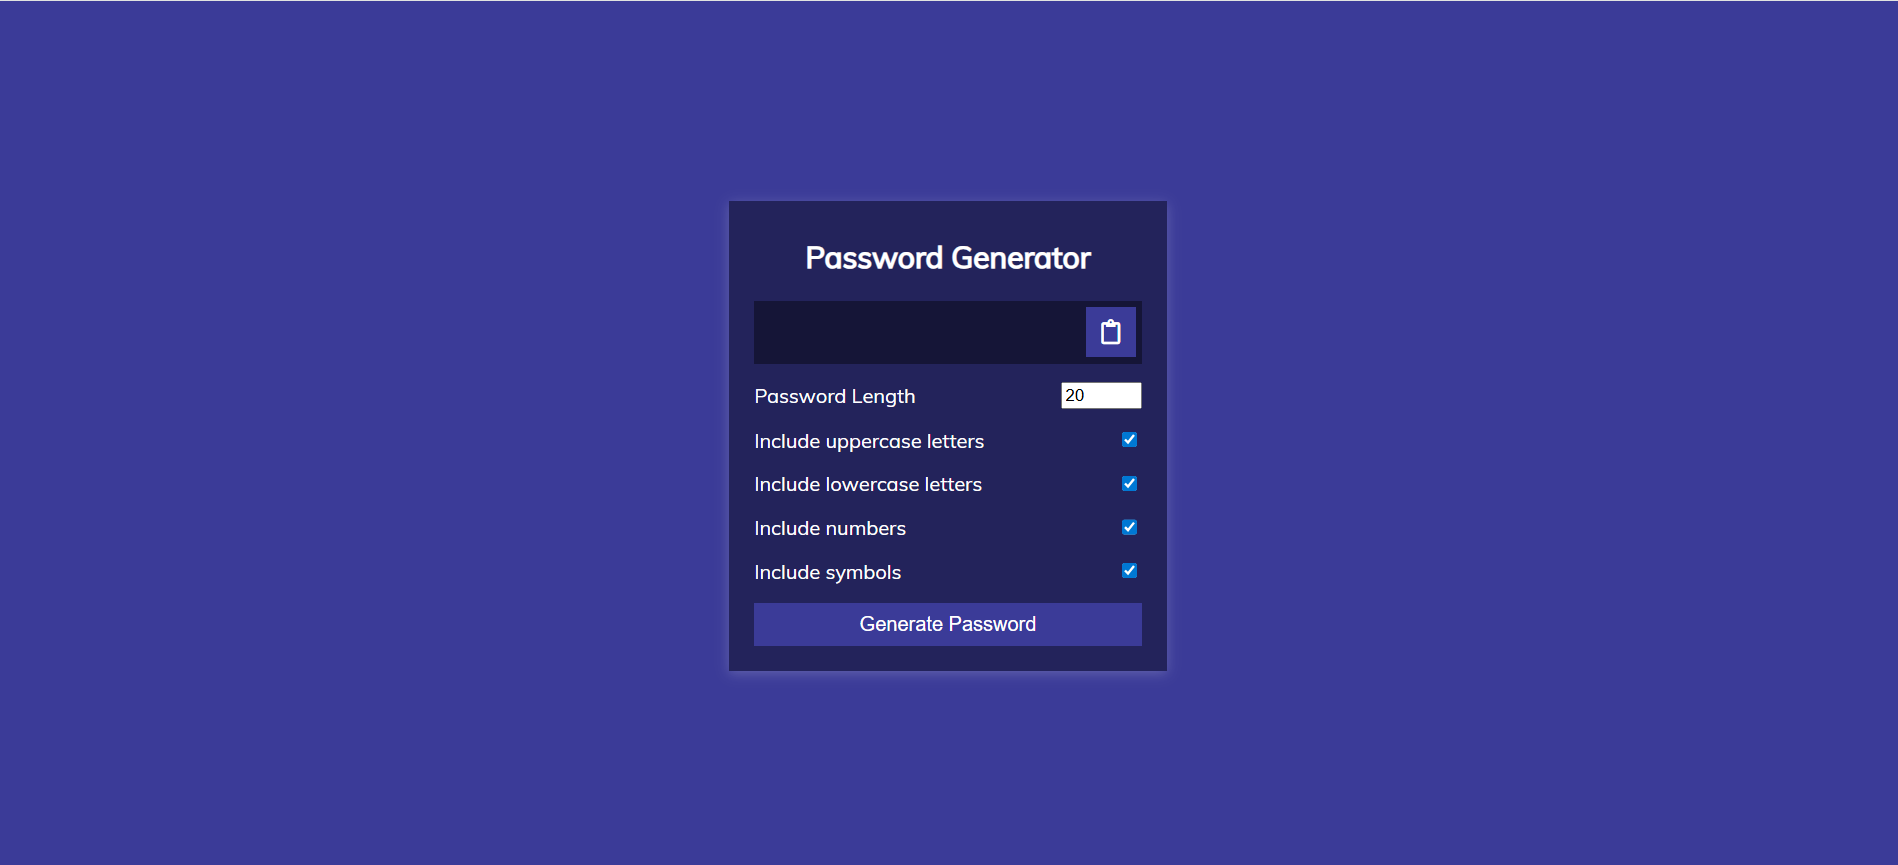 Password Generator
Password Length 20
Include uppercase letters
Include lowercase letters
Include numbers
Include symbols
Generate Password